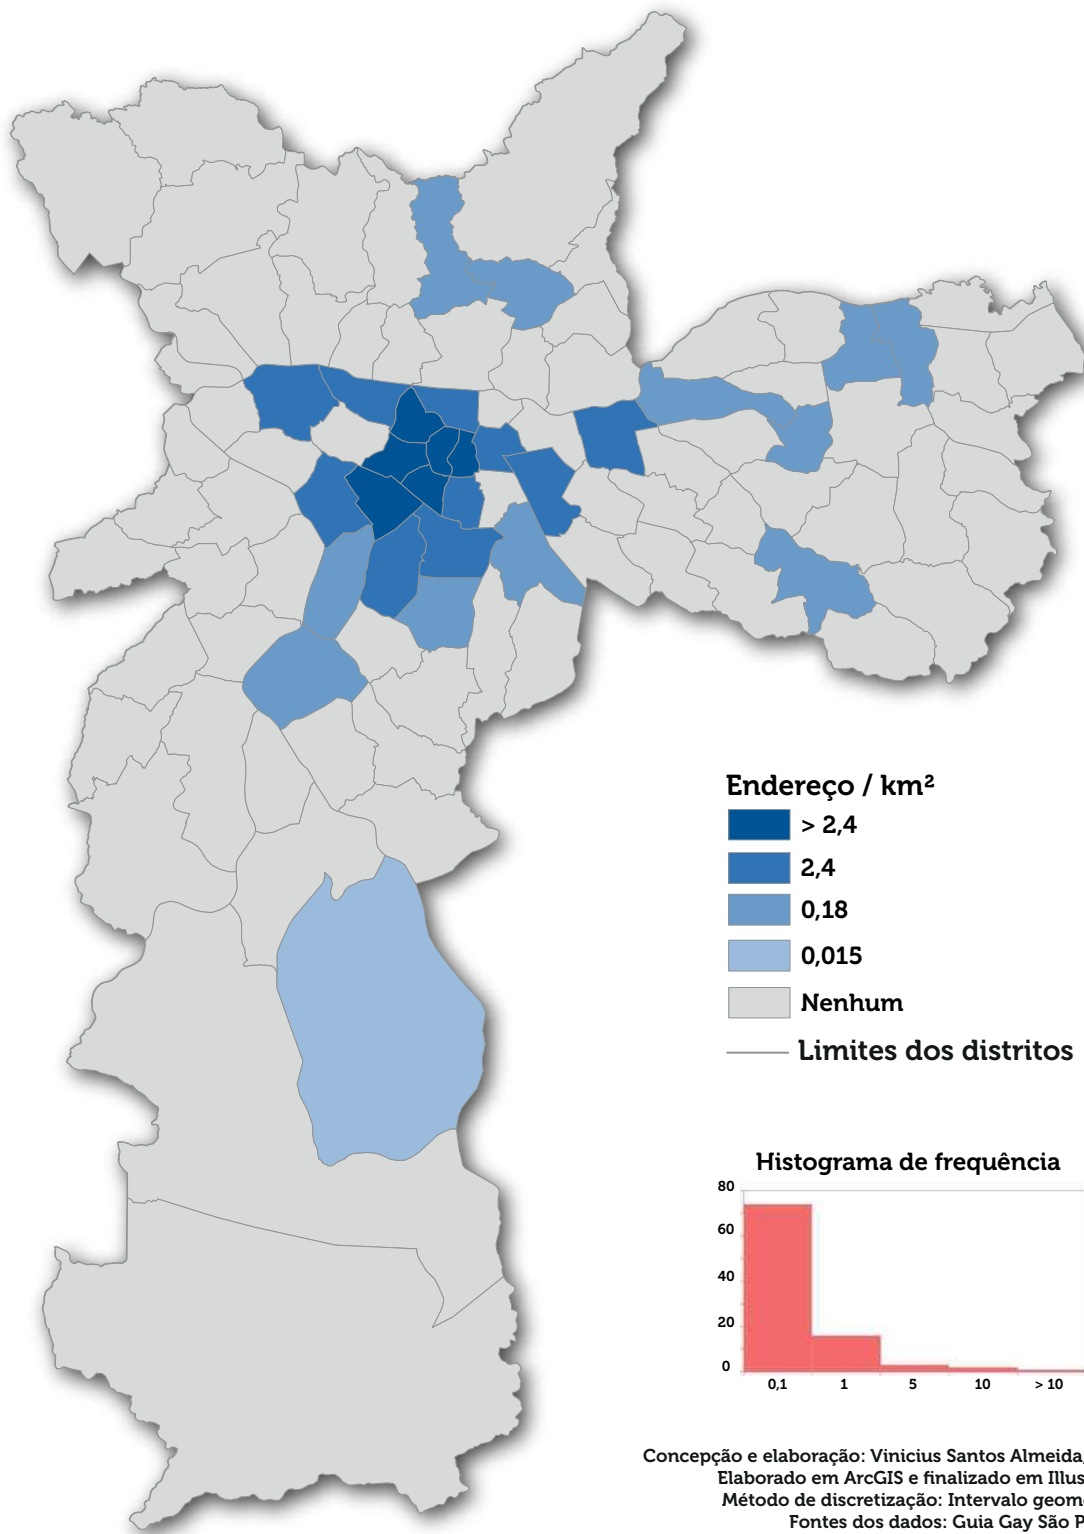 Endereço / km²
> 2,4
2,4
0,18
0,015
Nenhum
Limites dos distritos
Histograma de frequência
80
60
40
20
0
0,1 1 5 10 > 10
Concepção e elaboração: Vinicius Santos Almeida,
Elaborado em ArcGIS e finalizado em Illus
Método de discretização: Intervalo geom
Fontes dos dados: Guia Gay São P